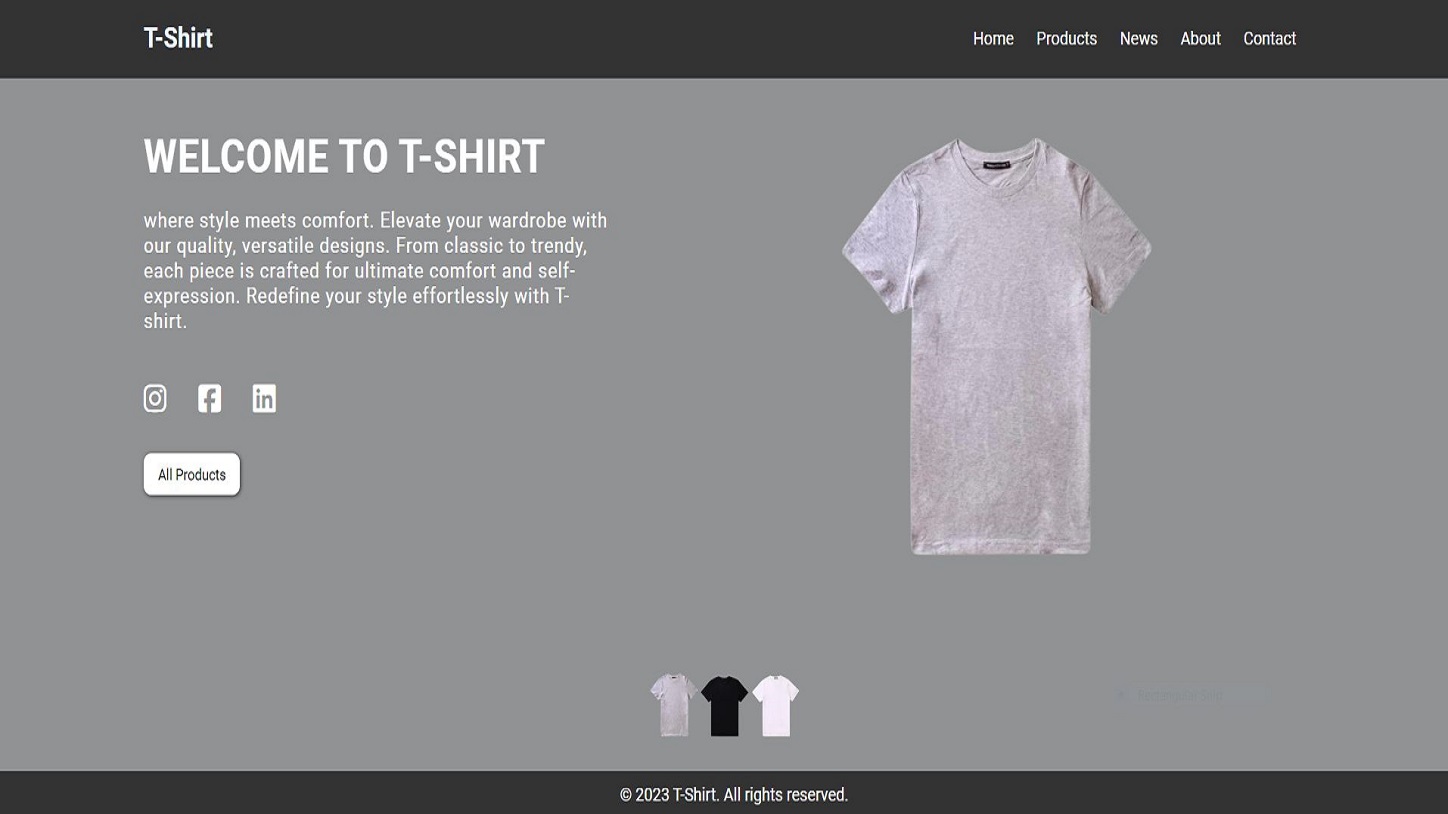 T-Shirt
Home Products News About Contact
WELCOME TO T-SHIRT
where style meets comfort. Elevate your wardrobe with
our quality, versatile designs. From classic to trendy,
each piece is crafted for ultimate comfort and self-
expression. Redefine your style effortlessly with T-
shirt.
All Products
© 2023 T-Shirt. All rights reserved.